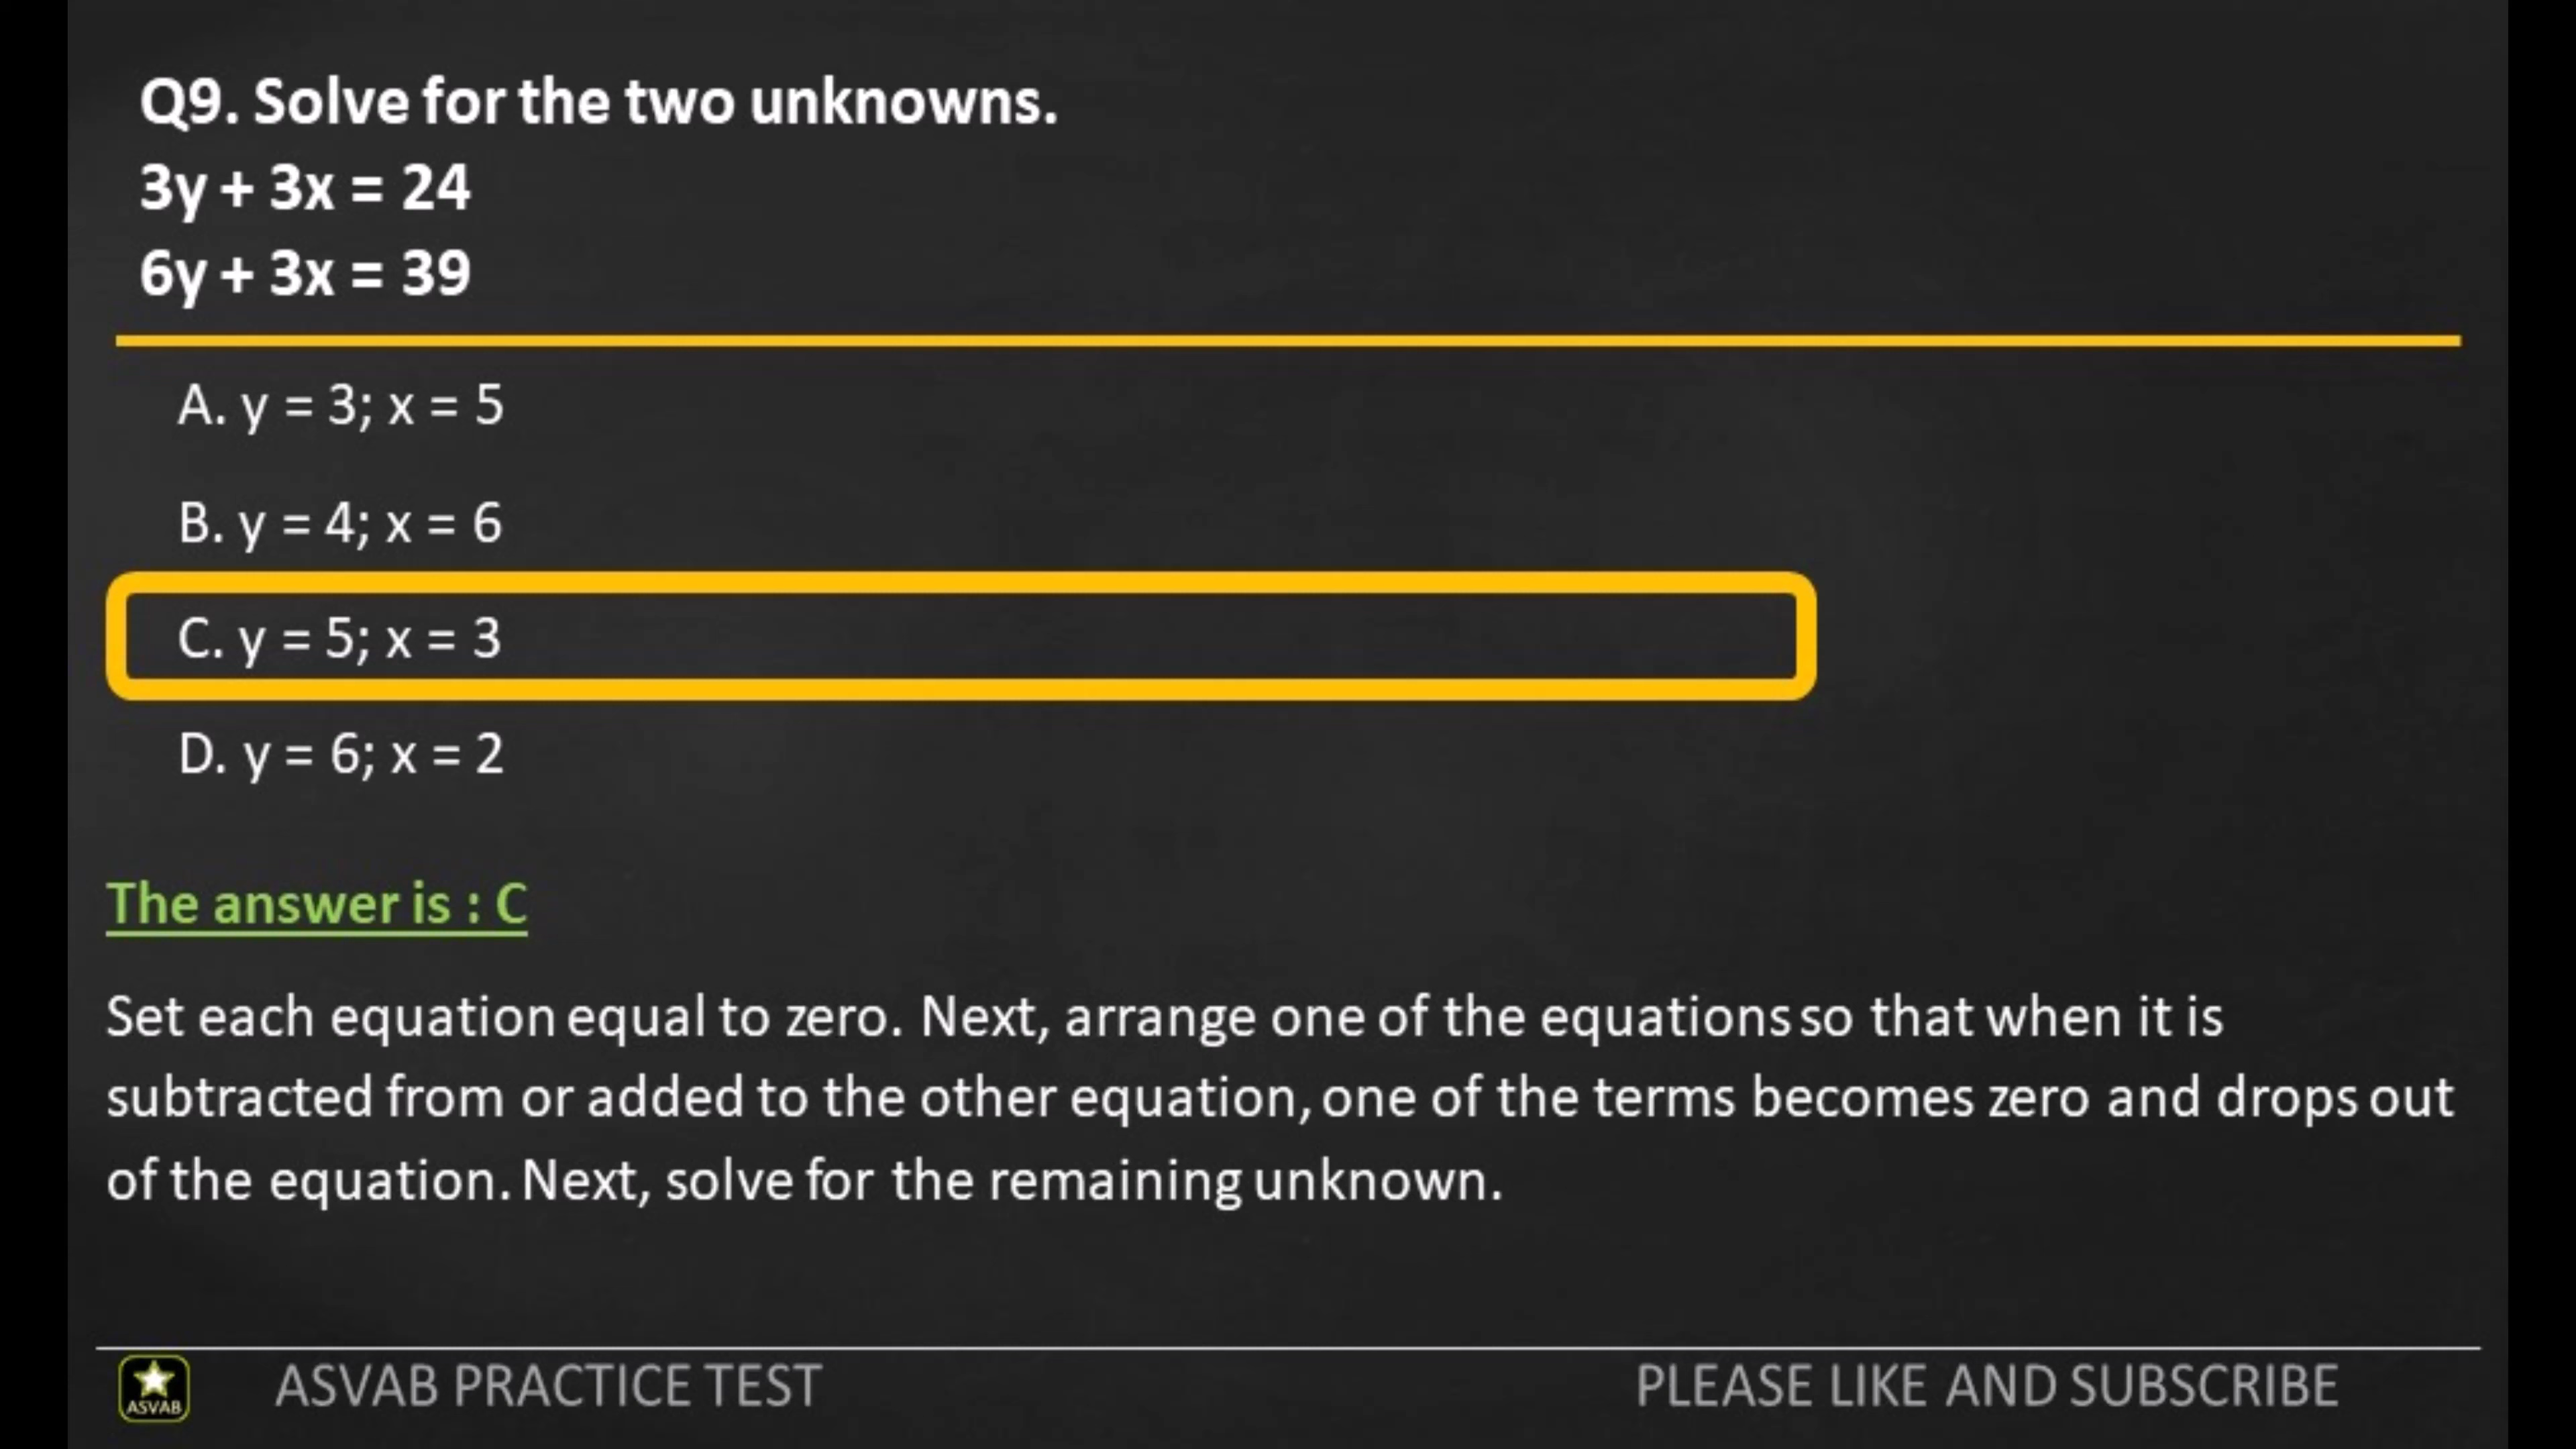 Q9. Solve for the two unknowns.
3y + 3x = 24
6y + 3x = 39
A. y = 3; x = 5
B. y = 4; x = 6
C. y = 5; x = 3
D. y = 6; x = 2
The answer is : C
Set each equation equal to zero. Next, arrange one of the equations so that when it is
subtracted from or added to the other equation, one of the terms becomes zero and drops out
of the equation. Next, solve for the remaining unknown.
ASVAB
ASVAB PRACTICE TEST
PLEASE LIKE AND SUBSCRIBE